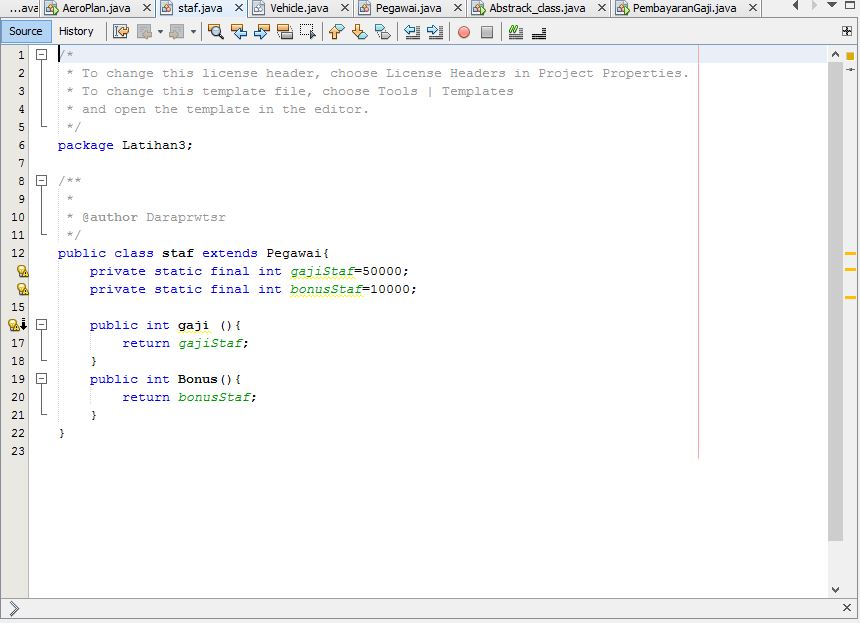 ...ava AeroPlan.java staf.java Vehicle.java Pegawai.java Abstrack_class.java PembayaranGaji.java
Source History
1 /*
2 * To change this license header, choose License Headers in Project Properties.
3 * To change this template file, choose Tools | Templates
4 * and open the template in the editor.
5 */
6 package Latihan3;
7
8 /**
9 *
10 * @author Daraprwtsr
11 */
12 public class staf extends Pegawai{
private static final int gajiStaf=50000;
private static final int bonusStaf=10000;
15
public int gaji (){
17 return gajiStaf;
18 }
19 public int Bonus(){
20 return bonusStaf;
21 }
22 }
23